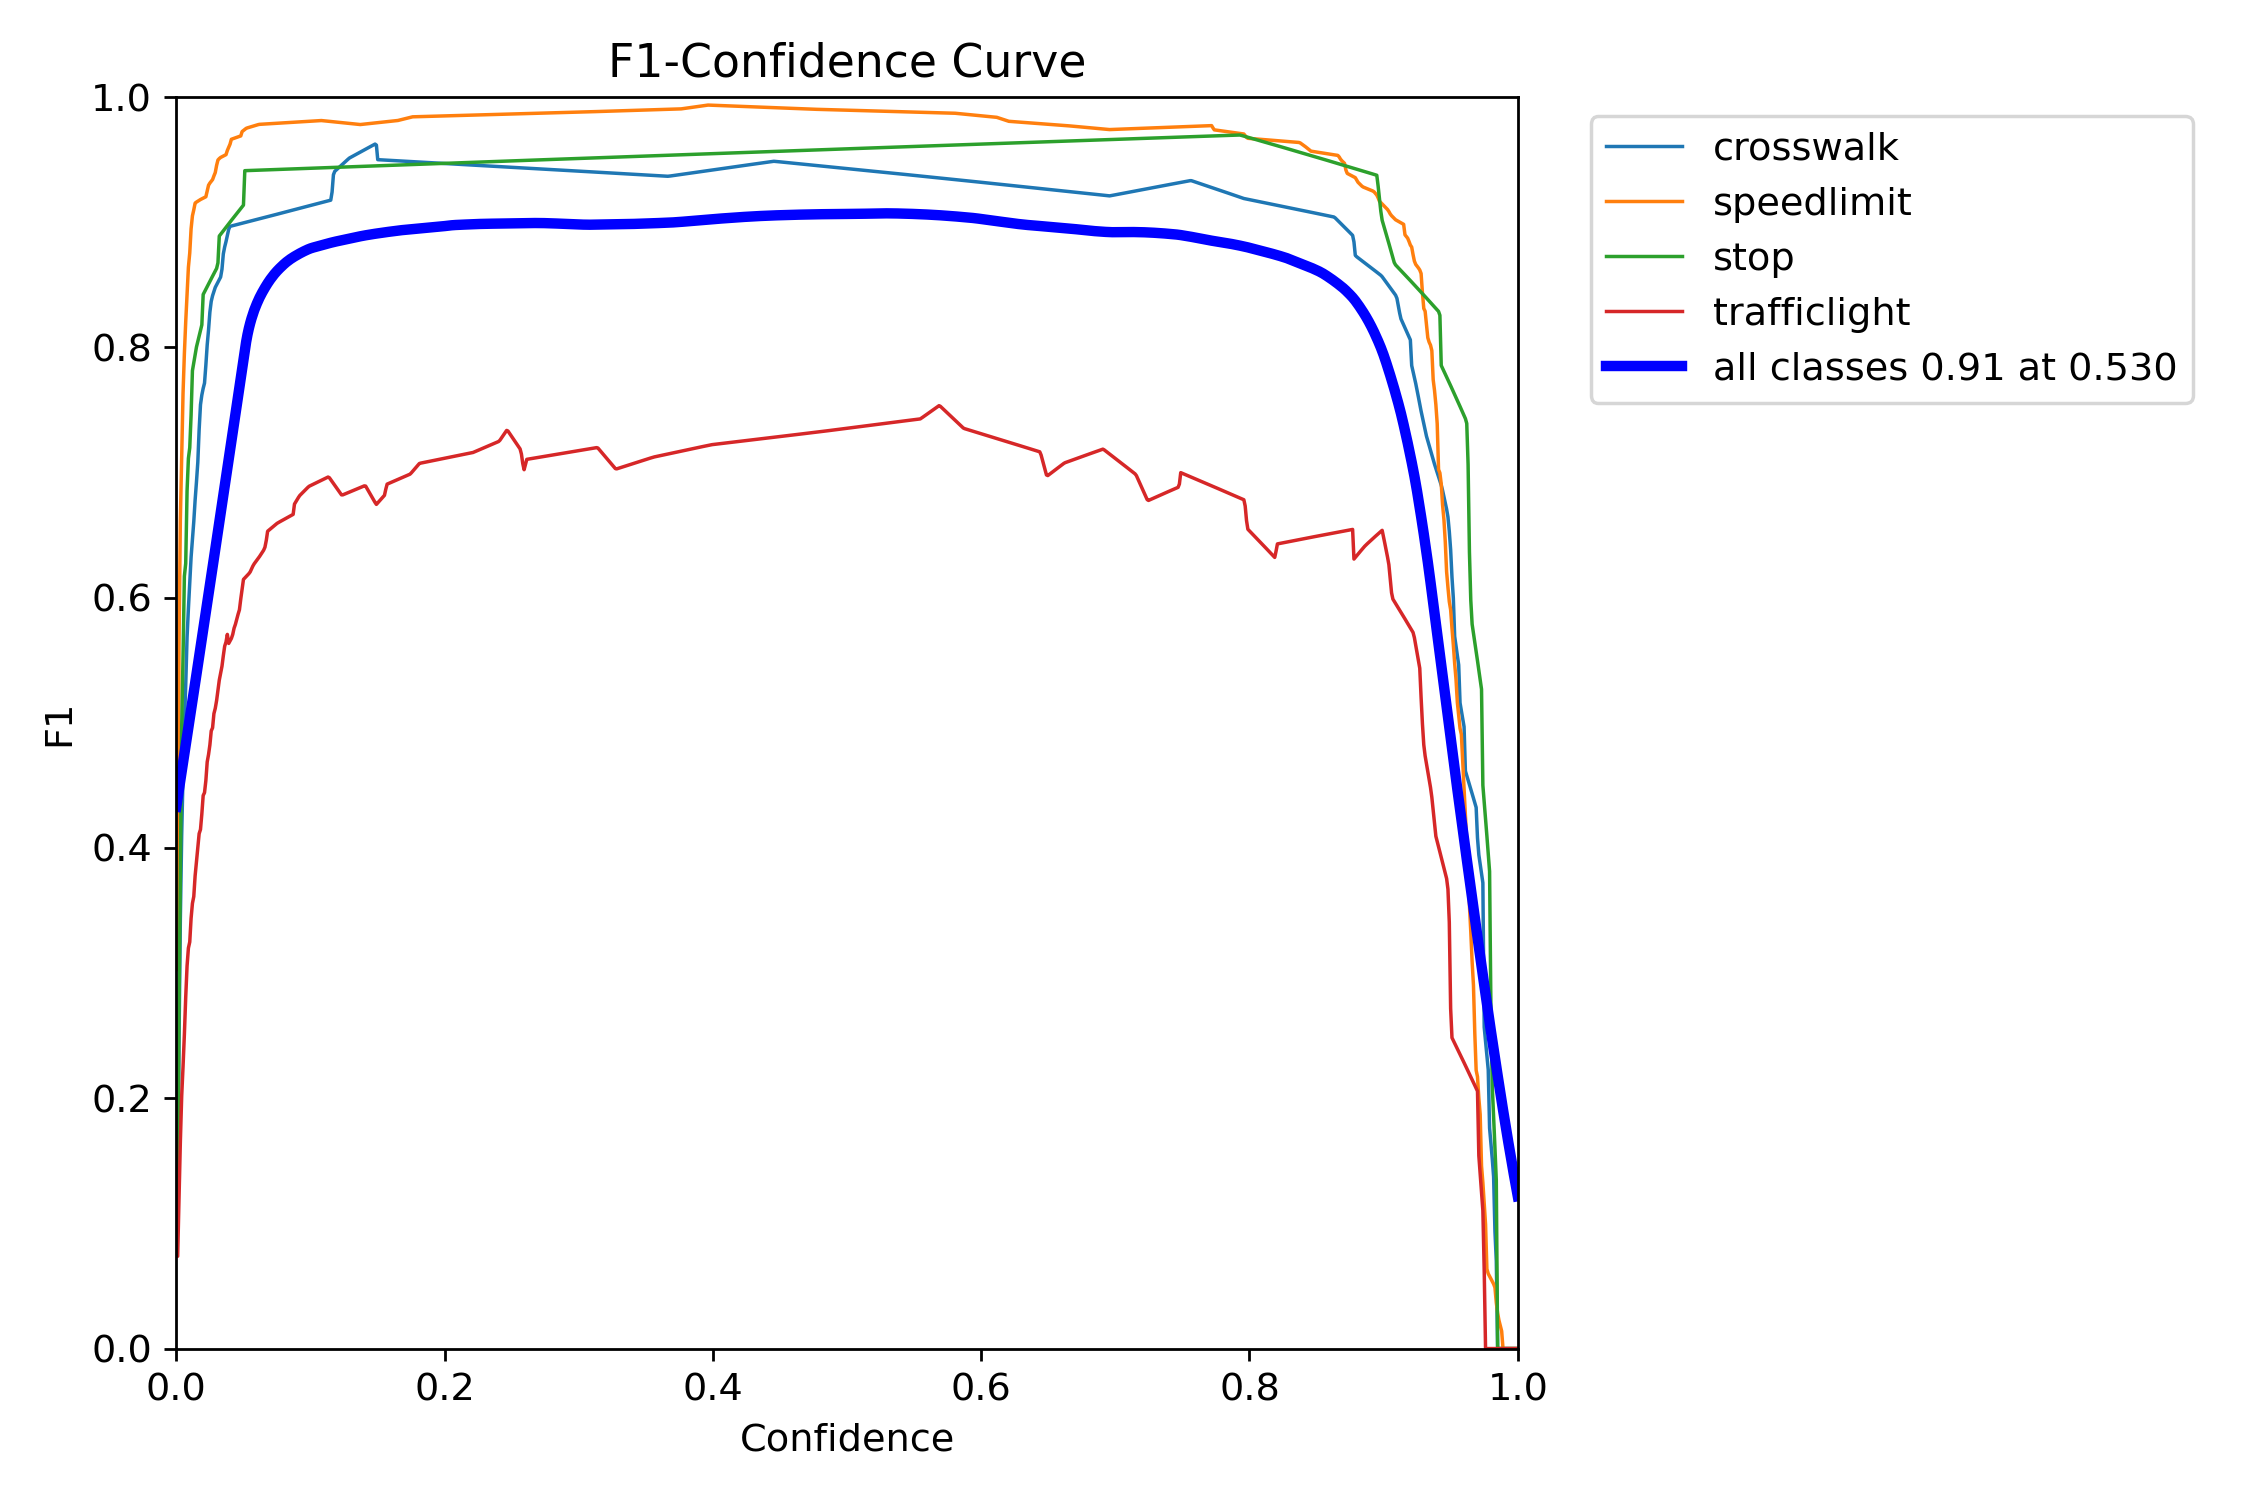 F1-Confidence Curve
1.0
0.8
0.6
0.4
0.2
0.0
F1
0.0 0.2 0.4 0.6 0.8 1.0
Confidence
crosswalk
speedlimit
stop
trafficlight
all classes 0.91 at 0.530